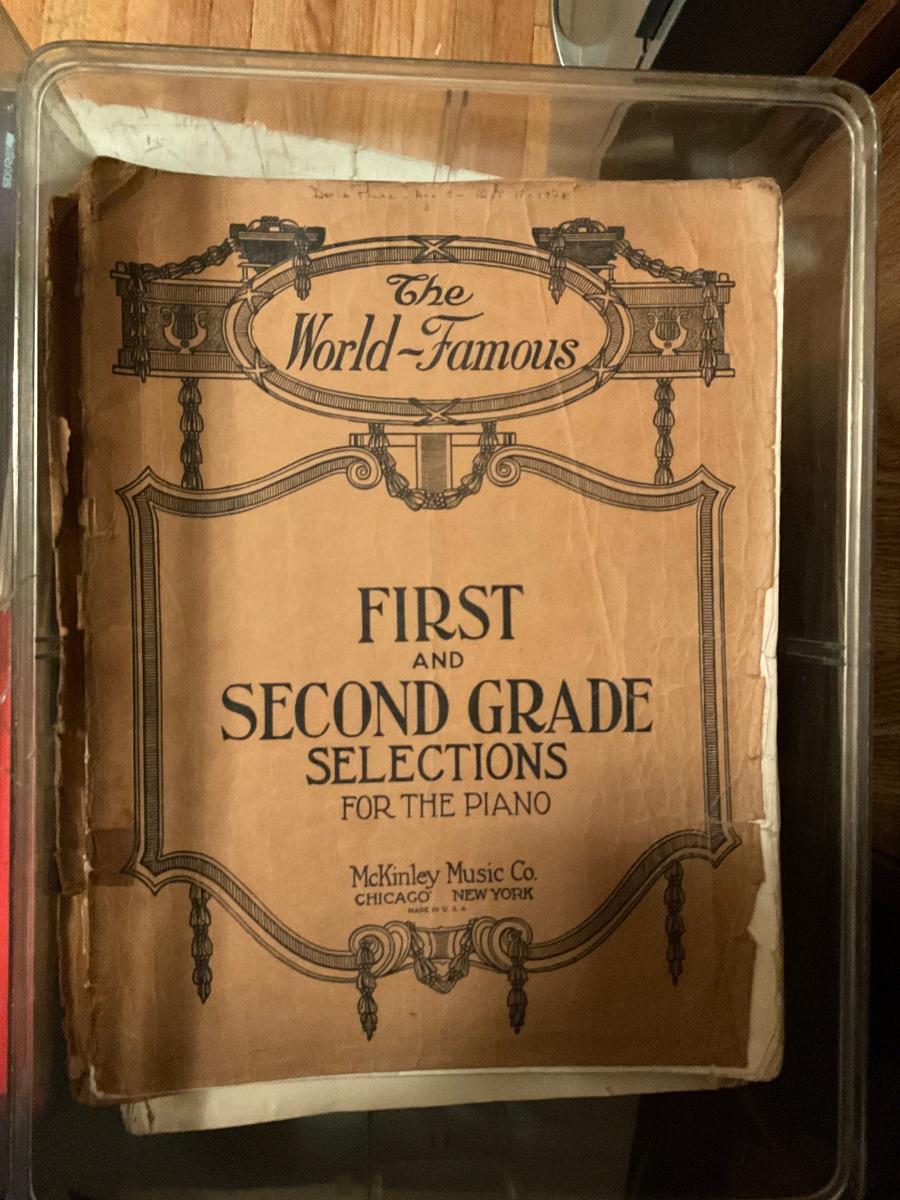 The
World-Famous
FIRST
AND
SECOND GRADE
SELECTIONS
FOR THE PIANO
McKinley Music Co.
CHICAGO NEW YORK
MADE IN U. S. A.